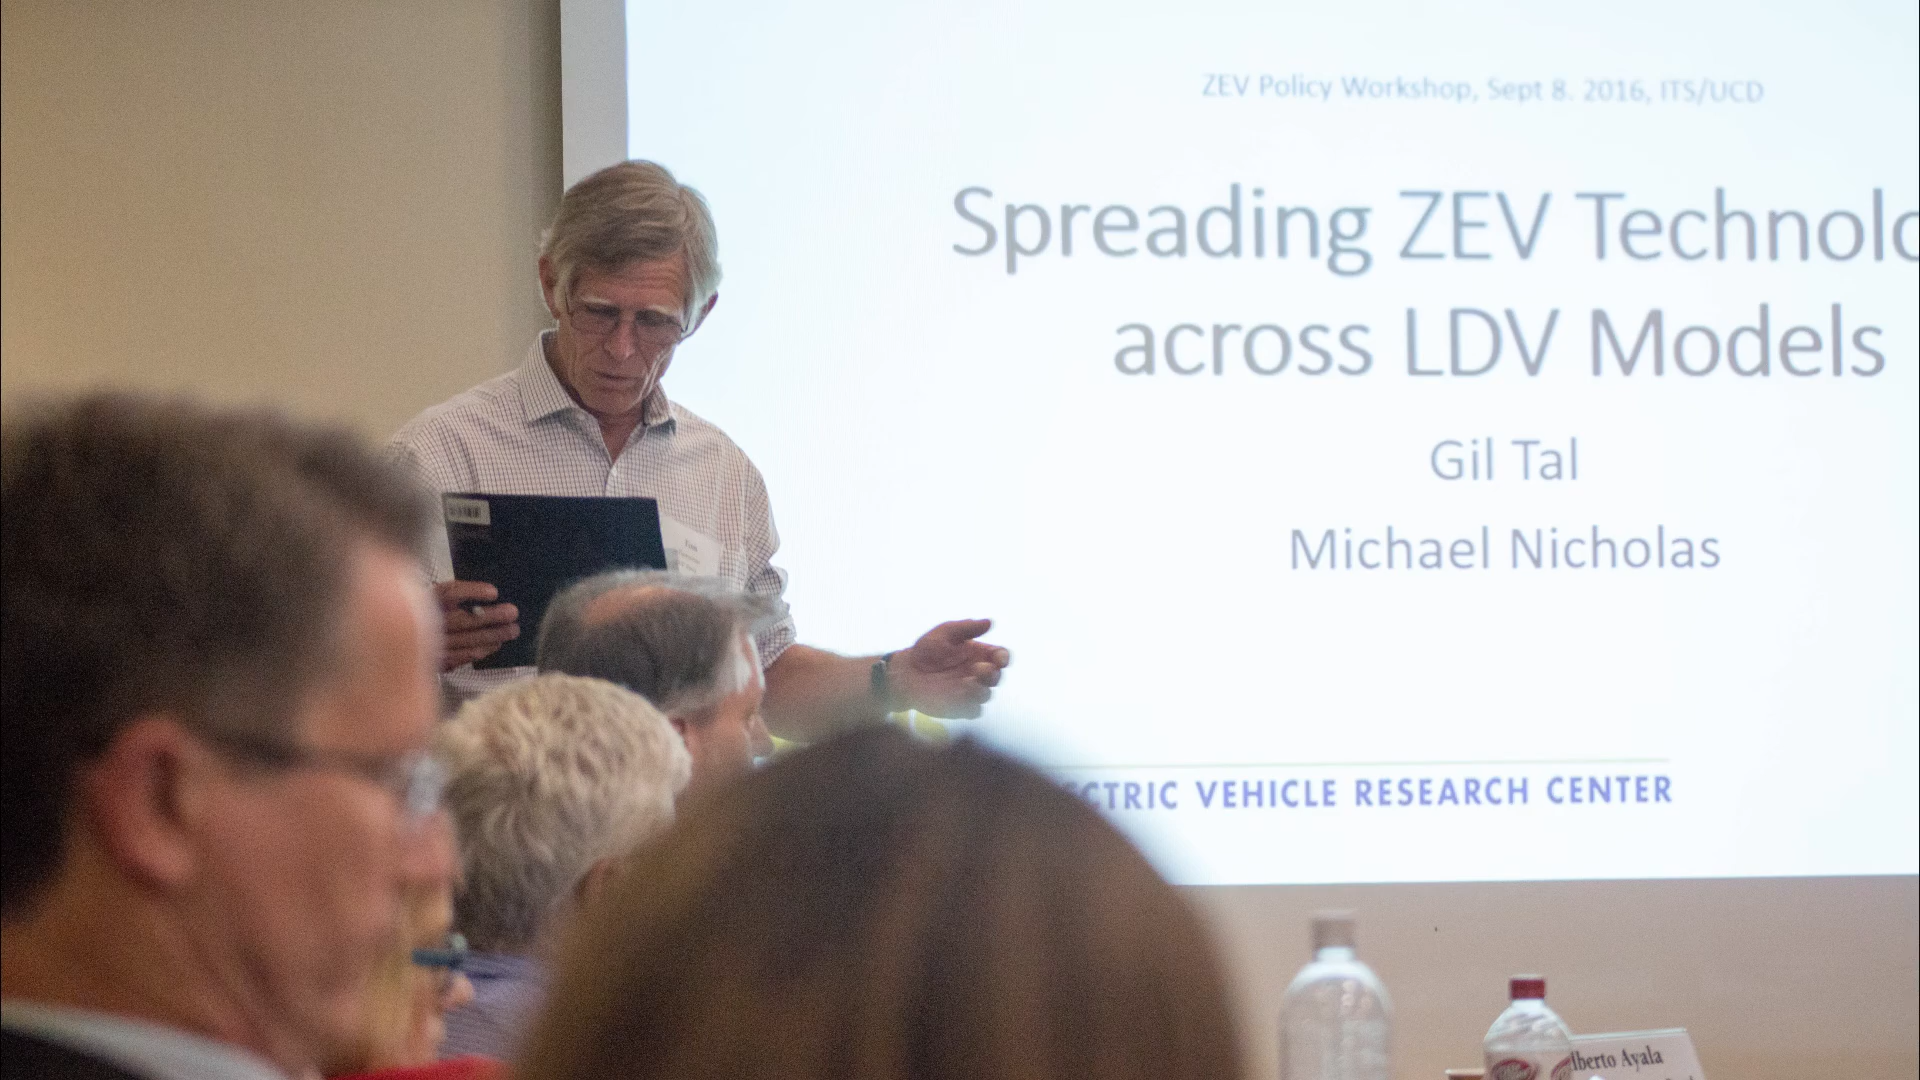 ZEV Policy Workshop, Sept 8. 2016, ITS/UCD
Spreading ZEV Technolo
across LDV Models
Gil Tal
Michael Nicholas
CTRIC VEHICLE RESEARCH CENTER
lberto Ayala